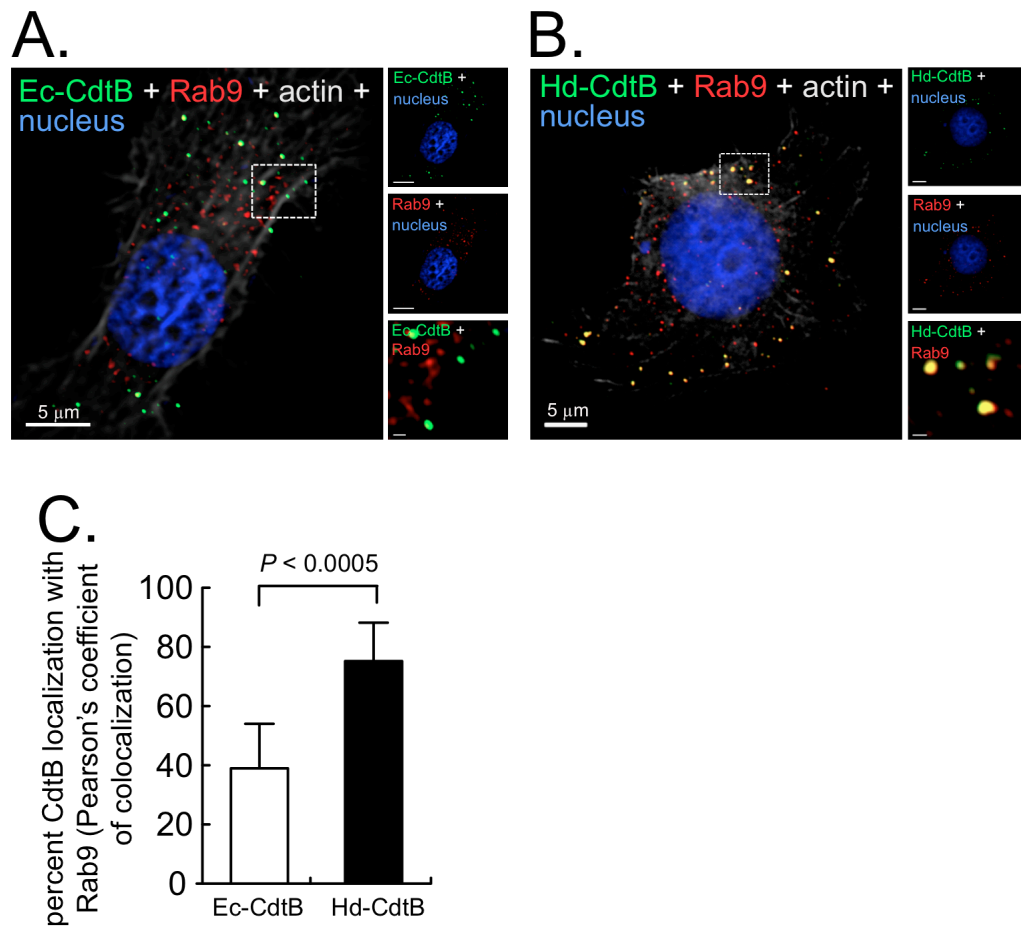 A.
Ec-CdtB + Rab9 + actin +
nucleus
5 μm
Ec-CdtB +
nucleus
Rab9 +
nucleus
Ec-CdtB +
Rab9
B.
Hd-CdtB + Rab9 + actin +
nucleus
5 μm
Hd-CdtB +
nucleus
Rab9 +
nucleus
Hd-CdtB +
Rab9
C.
percent CdtB localization with
Rab9 (Pearson's coefficient
of colocalization)
P < 0.0005
100
80
60
40
20
0
Ec-CdtB
Hd-CdtB